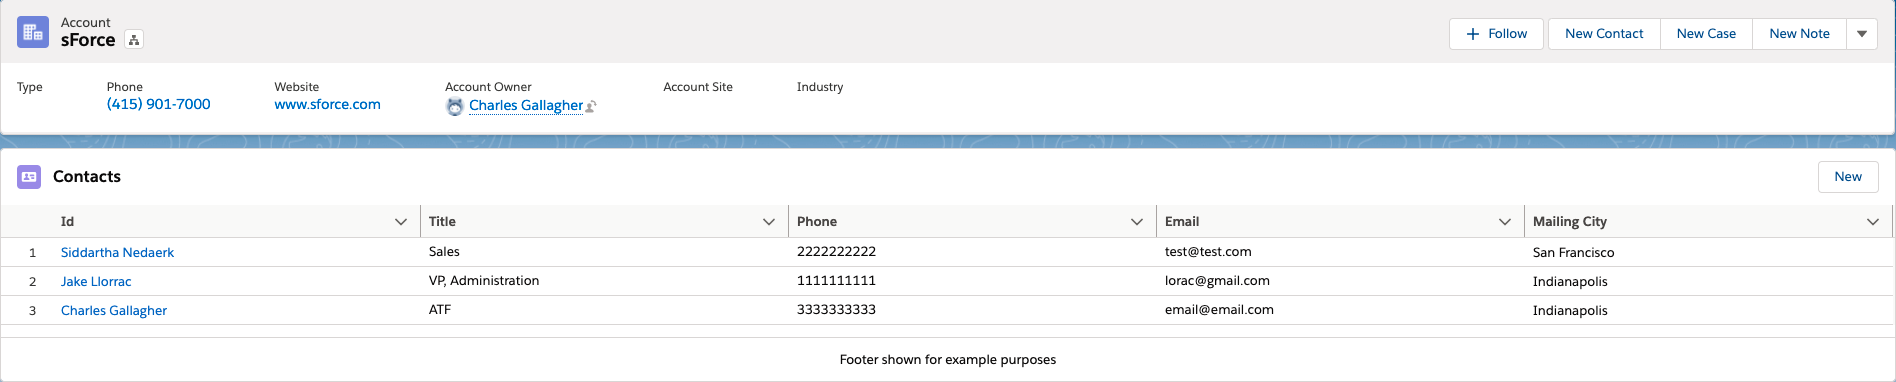 Account
sForce
Follow New Contact New Case New Note
Type Phone Website Account Owner Account Site Industry
(415) 901-7000 www.sforce.com Charles Gallagher
Contacts New
Id Title Phone Email Mailing City
1 Siddartha Nedaerk Sales 2222222222 test@test.com San Francisco
2 Jake Llorrac VP, Administration 1111111111 lorac@gmail.com Indianapolis
3 Charles Gallagher ATF 3333333333 email@email.com Indianapolis
Footer shown for example purposes